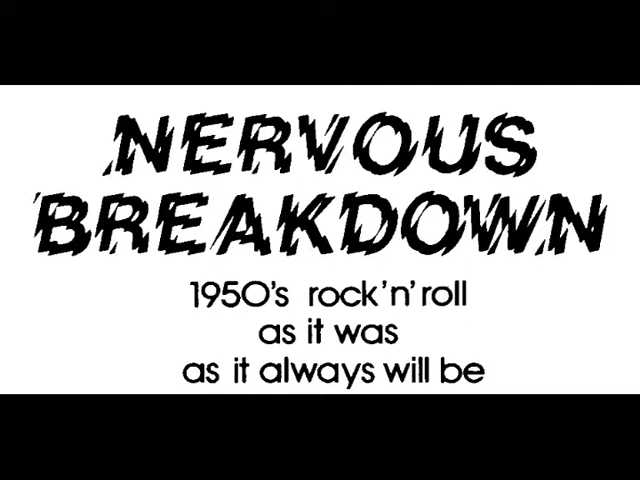 NERVOUS
BREAKDOWN
1950's rock'n'roll
as it was
as it always will be